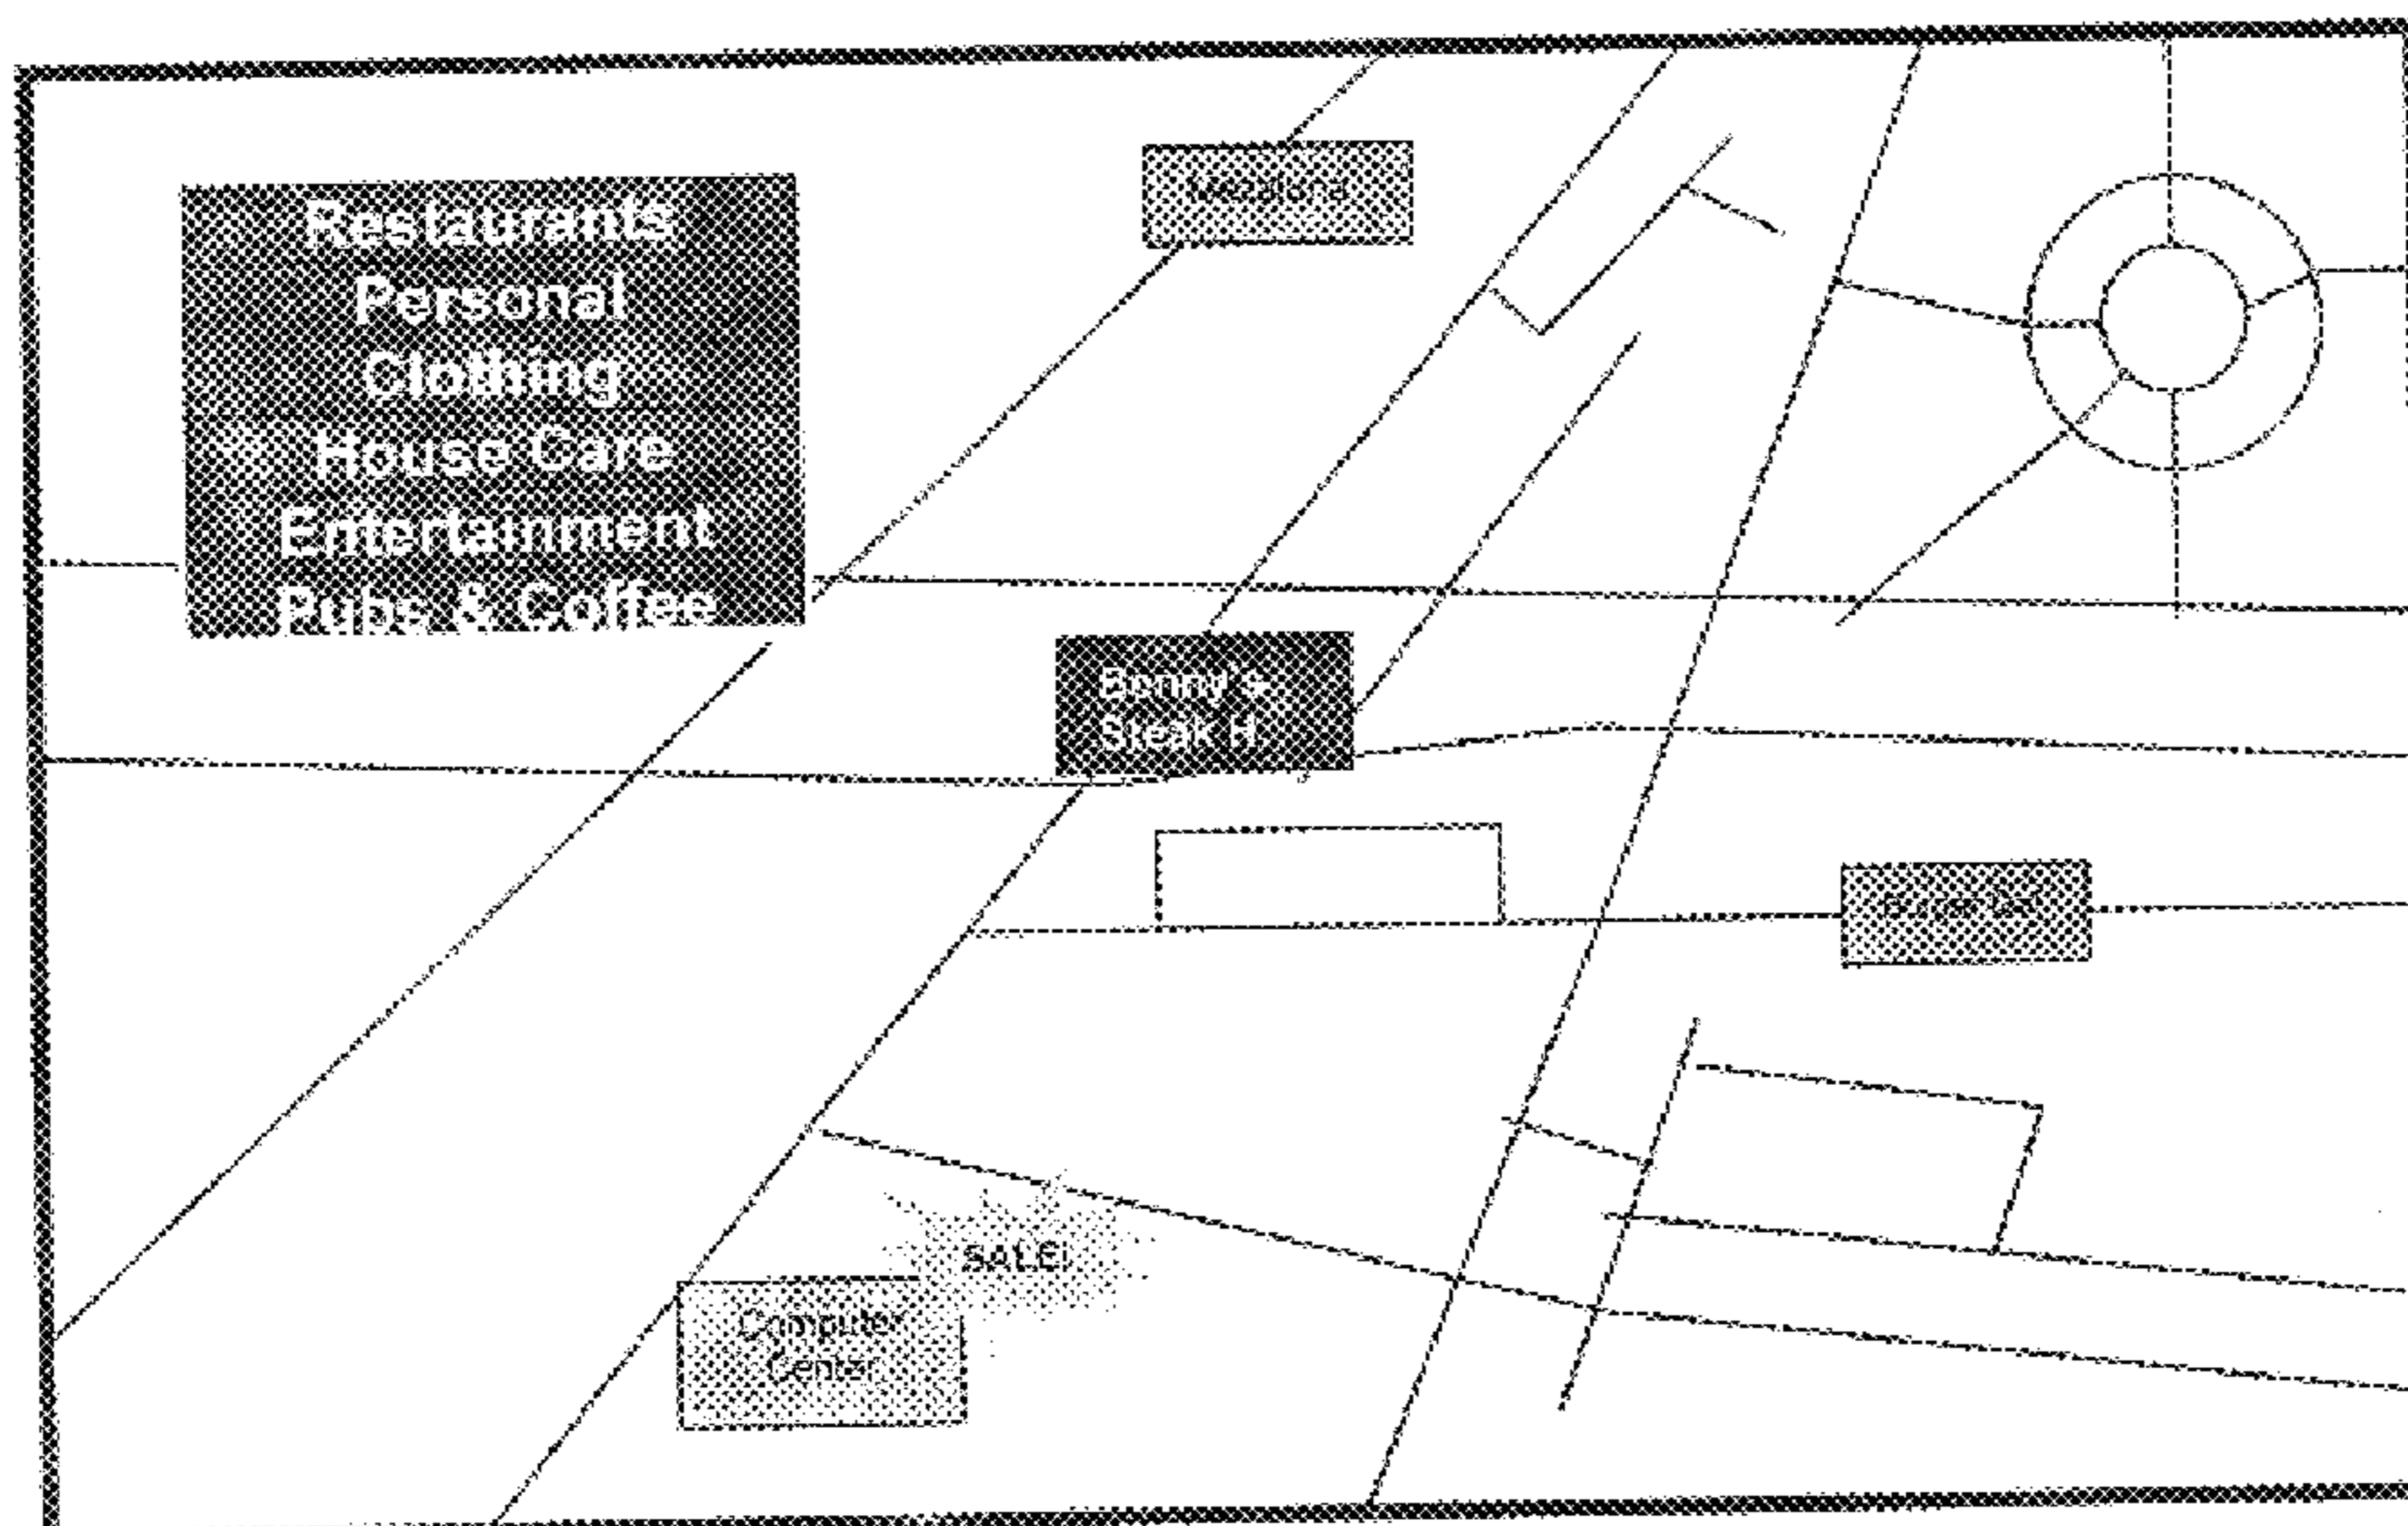 Restaurants
Personal
Clothing
House Care
Entertainment
Pubs & Coffee
Benny's
Steak H.
SALE!
Computer
Center